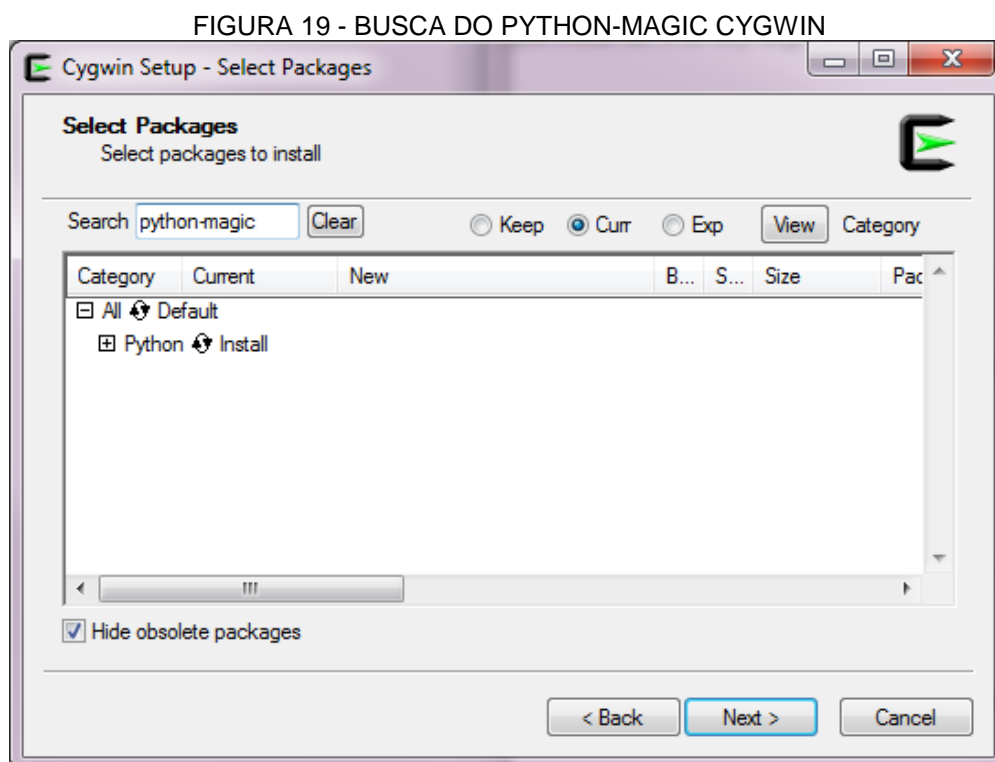 FIGURA 19 - BUSCA DO PYTHON-MAGIC CYGWIN
Cygwin Setup - Select Packages
Select Packages
Select packages to install
Search python-magic Clear Keep Curr Exp View Category
Category Current New B... S... Size Pac
All Default
Python Install
Hide obsolete packages
< Back Next > Cancel